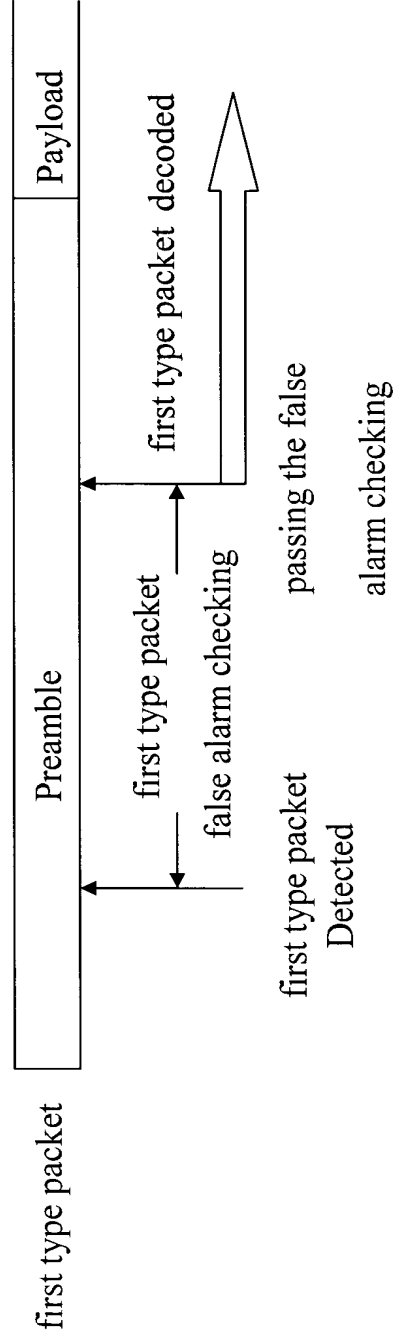 first type packet
Preamble
Payload
first type packet
false alarm checking
first type packet decoded
first type packet
Detected
passing the false
alarm checking